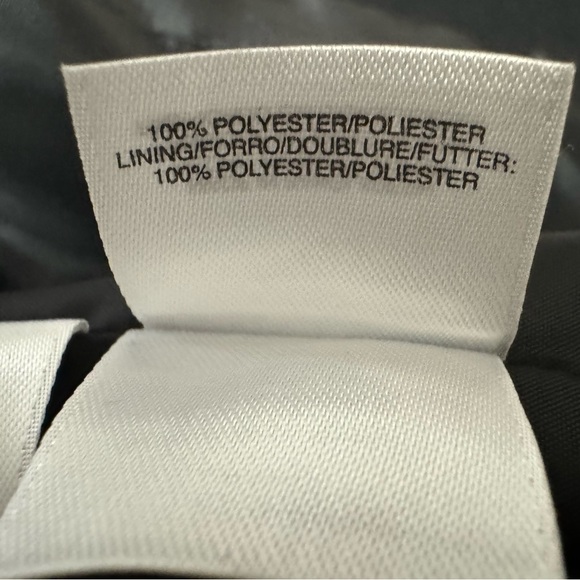 100% POLYESTER/POLIESTER
LINING/FORRO/DOUBLURE/FUTTER:
100% POLYESTER/POLIESTER